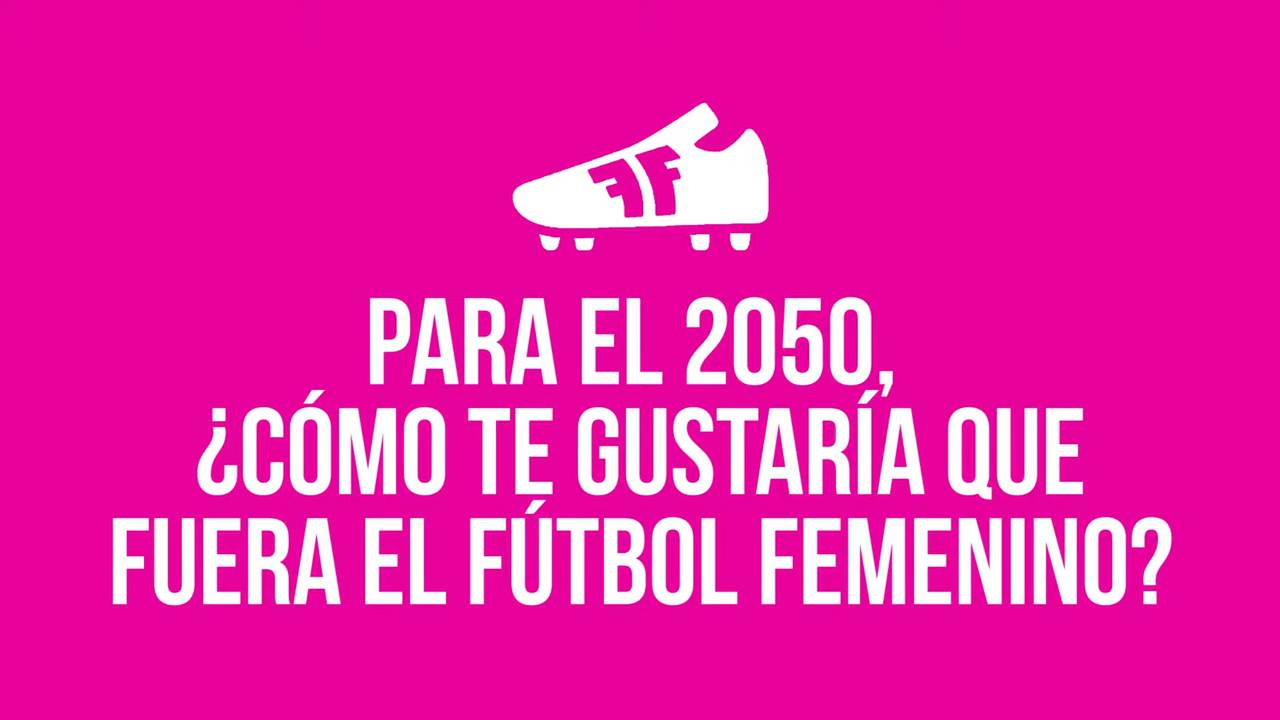 PARA EL 2050,
¿CÓMO TE GUSTARÍA QUE
FUERA EL FÚTBOL FEMENINO?